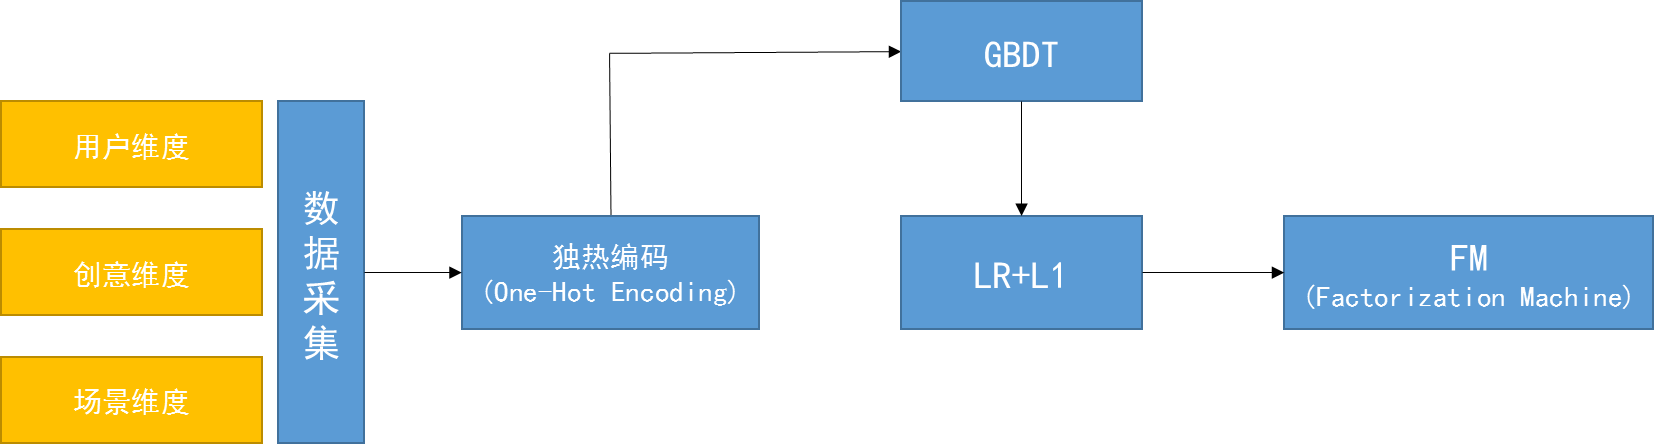 用户维度
创意维度
场景维度
数据采集
独热编码
(One-Hot Encoding)
GBDT
LR+L1
FM
(Factorization Machine)